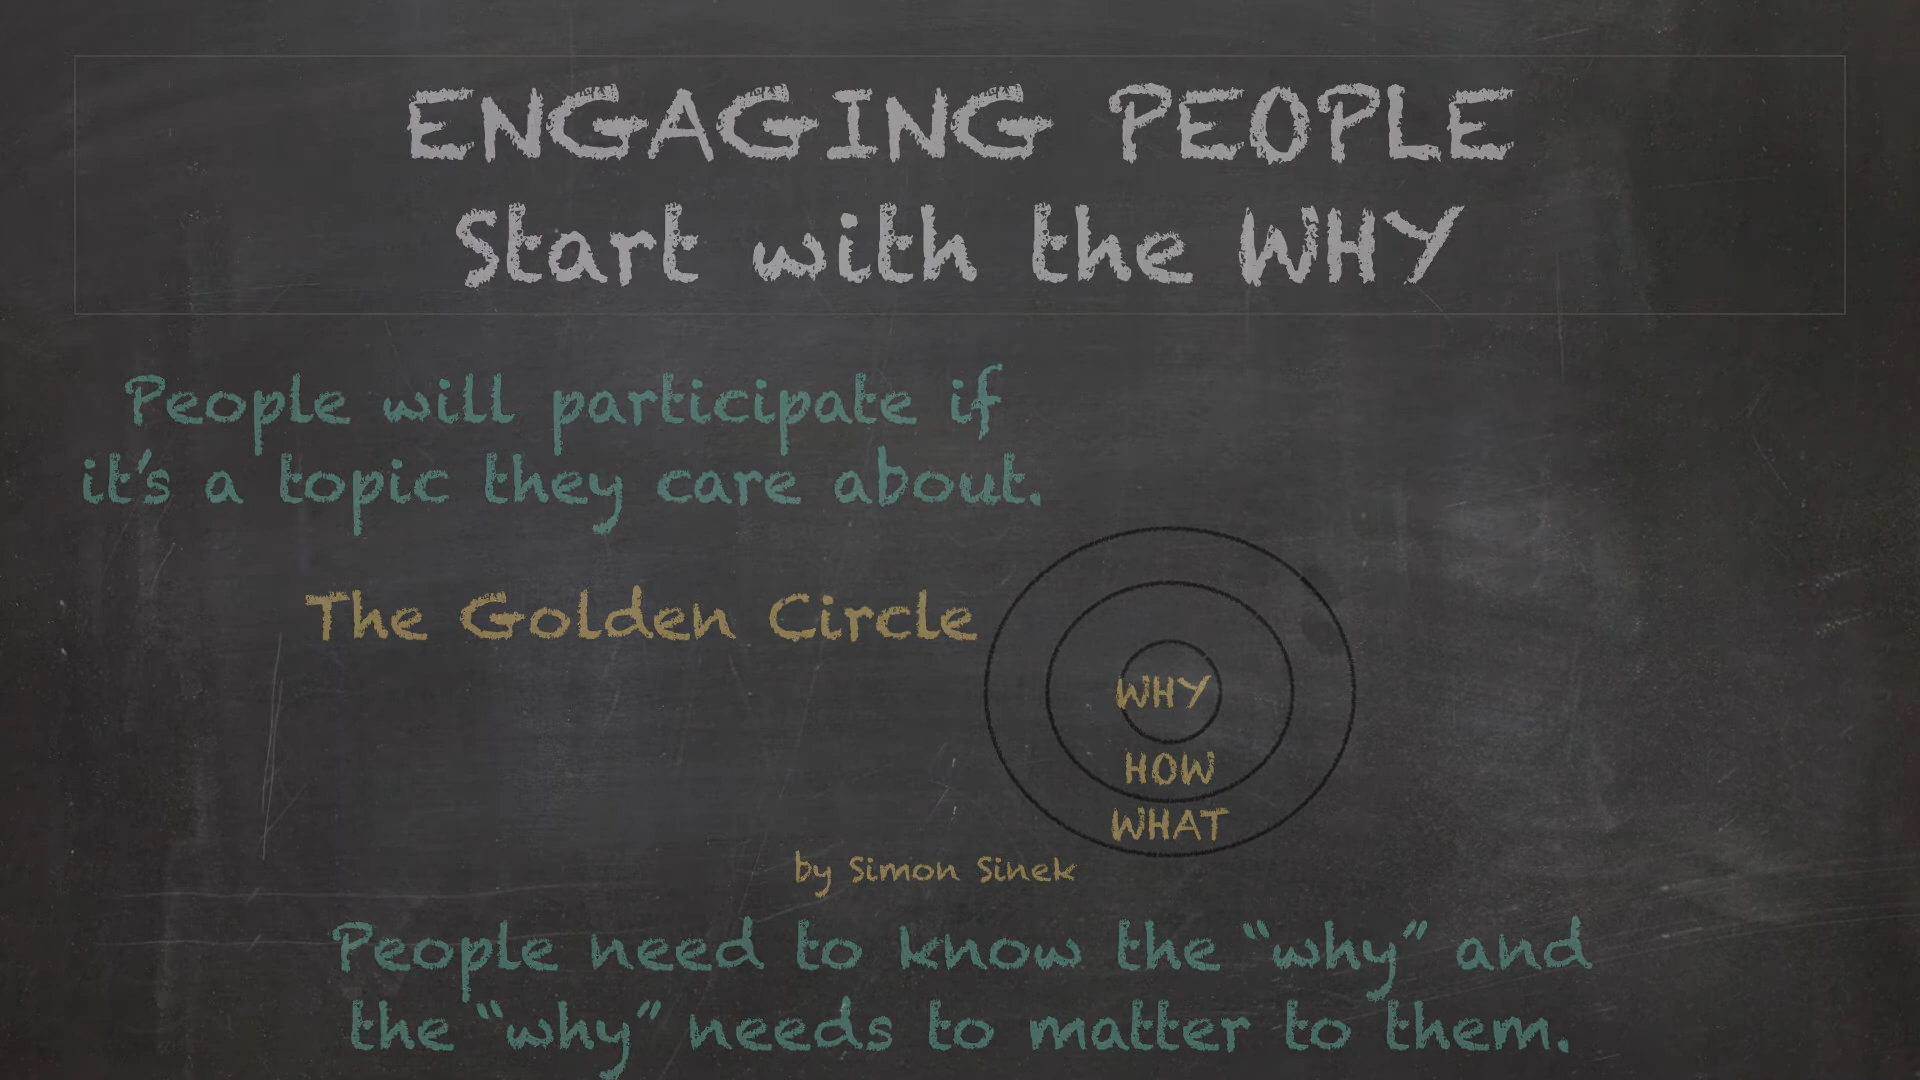 ENGAGING PEOPLE
Start with the WHY
People will participate if
it's a topic they care about.
The Golden Circle
WHY
HOW
WHAT
by Simon Sinek
People need to know the “why” and
the “why” needs to matter to them.